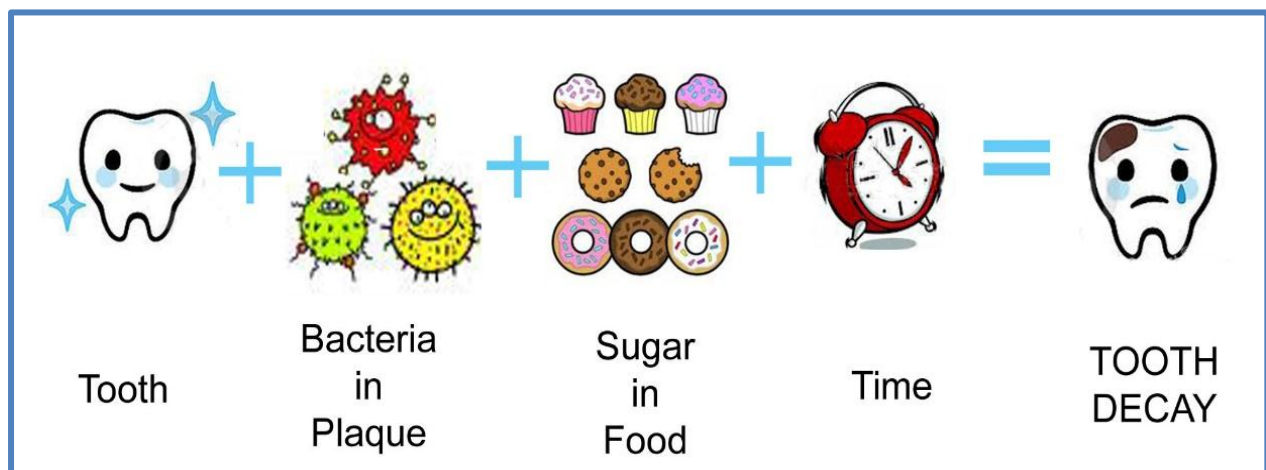 Tooth
Bacteria
in
Plaque
Sugar
in
Food
Time
TOOTH
DECAY